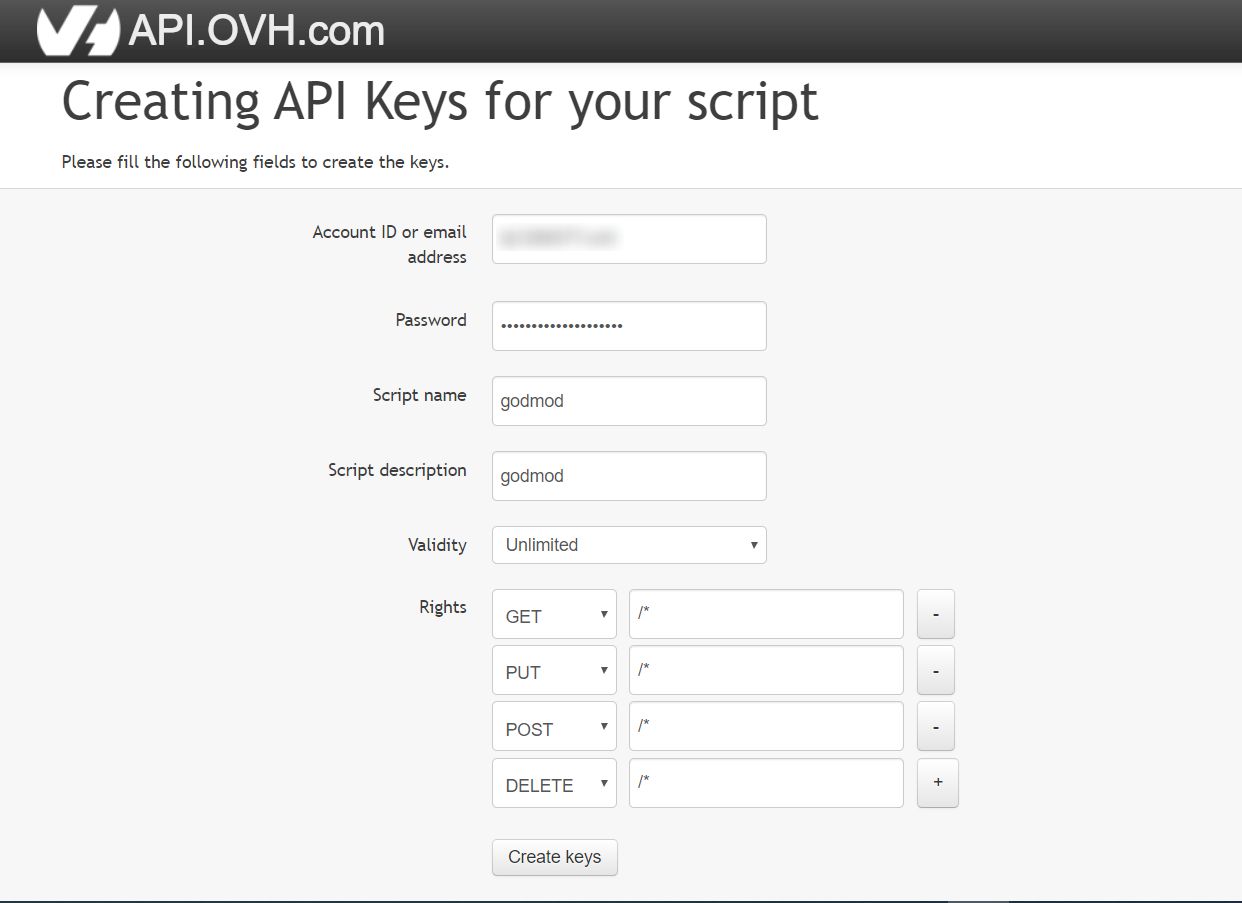 API.OVH.com
Creating API Keys for your script
Please fill the following fields to create the keys.
Account ID or email
address
Password ••••••••••••••••••••
Script name godmod
Script description godmod
Validity Unlimited
Rights GET /* -
PUT /* -
POST /* -
DELETE /* +
Create keys